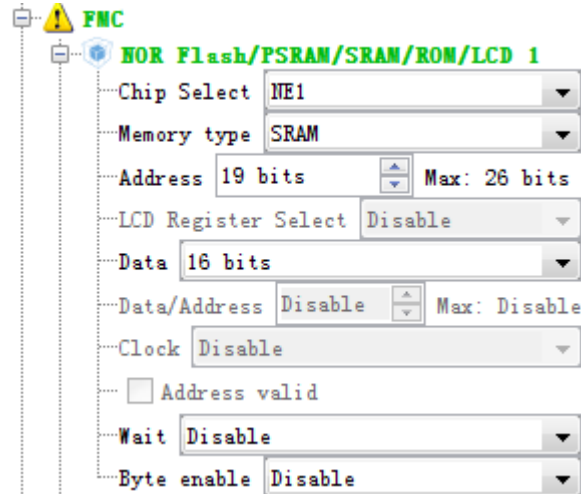 FMC
NOR Flash/PSRAM/SRAM/ROM/LCD 1
Chip Select NE1
Memory type SRAM
Address 19 bits Max: 26 bits
LCD Register Select Disable
Data 16 bits
Data/Address Disable Max: Disable
Clock Disable
Address valid
Wait Disable
Byte enable Disable